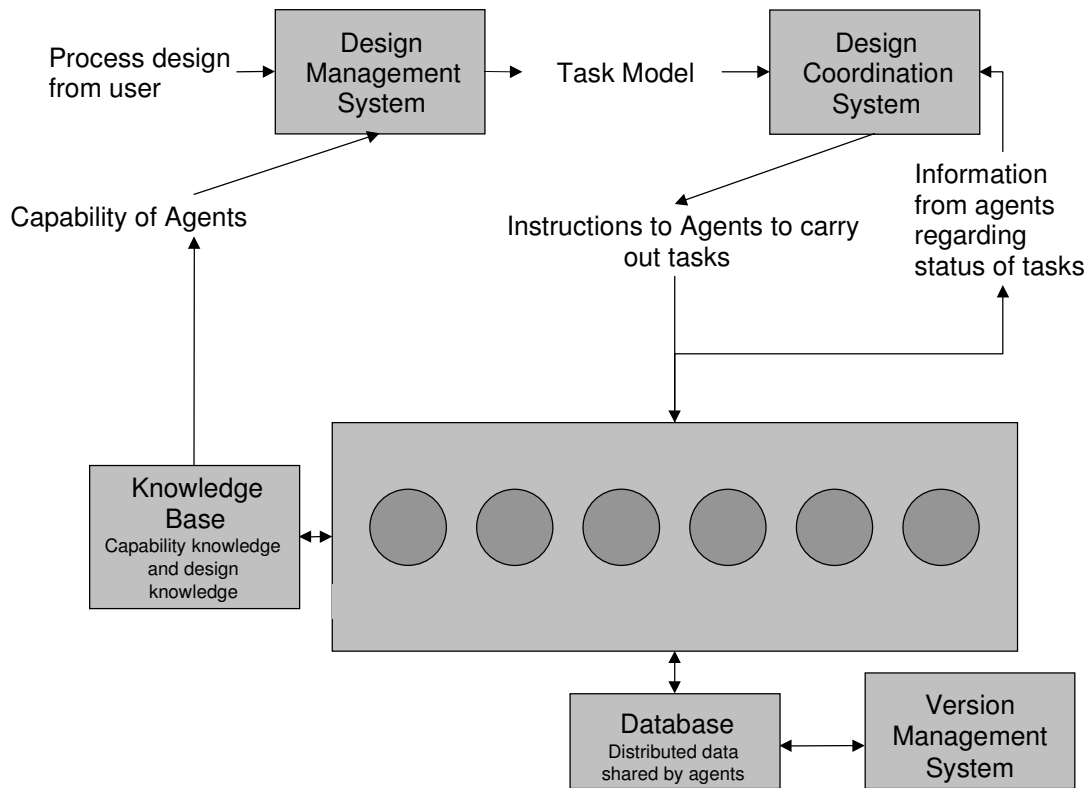 Process design
from user
Design
Management
System
Task Model
Design
Coordination
System
Capability of Agents
Instructions to Agents to carry
out tasks
Information
from agents
regarding
status of tasks
Knowledge
Base
Capability knowledge
and design
knowledge
Database
Distributed data
shared by agents
Version
Management
System